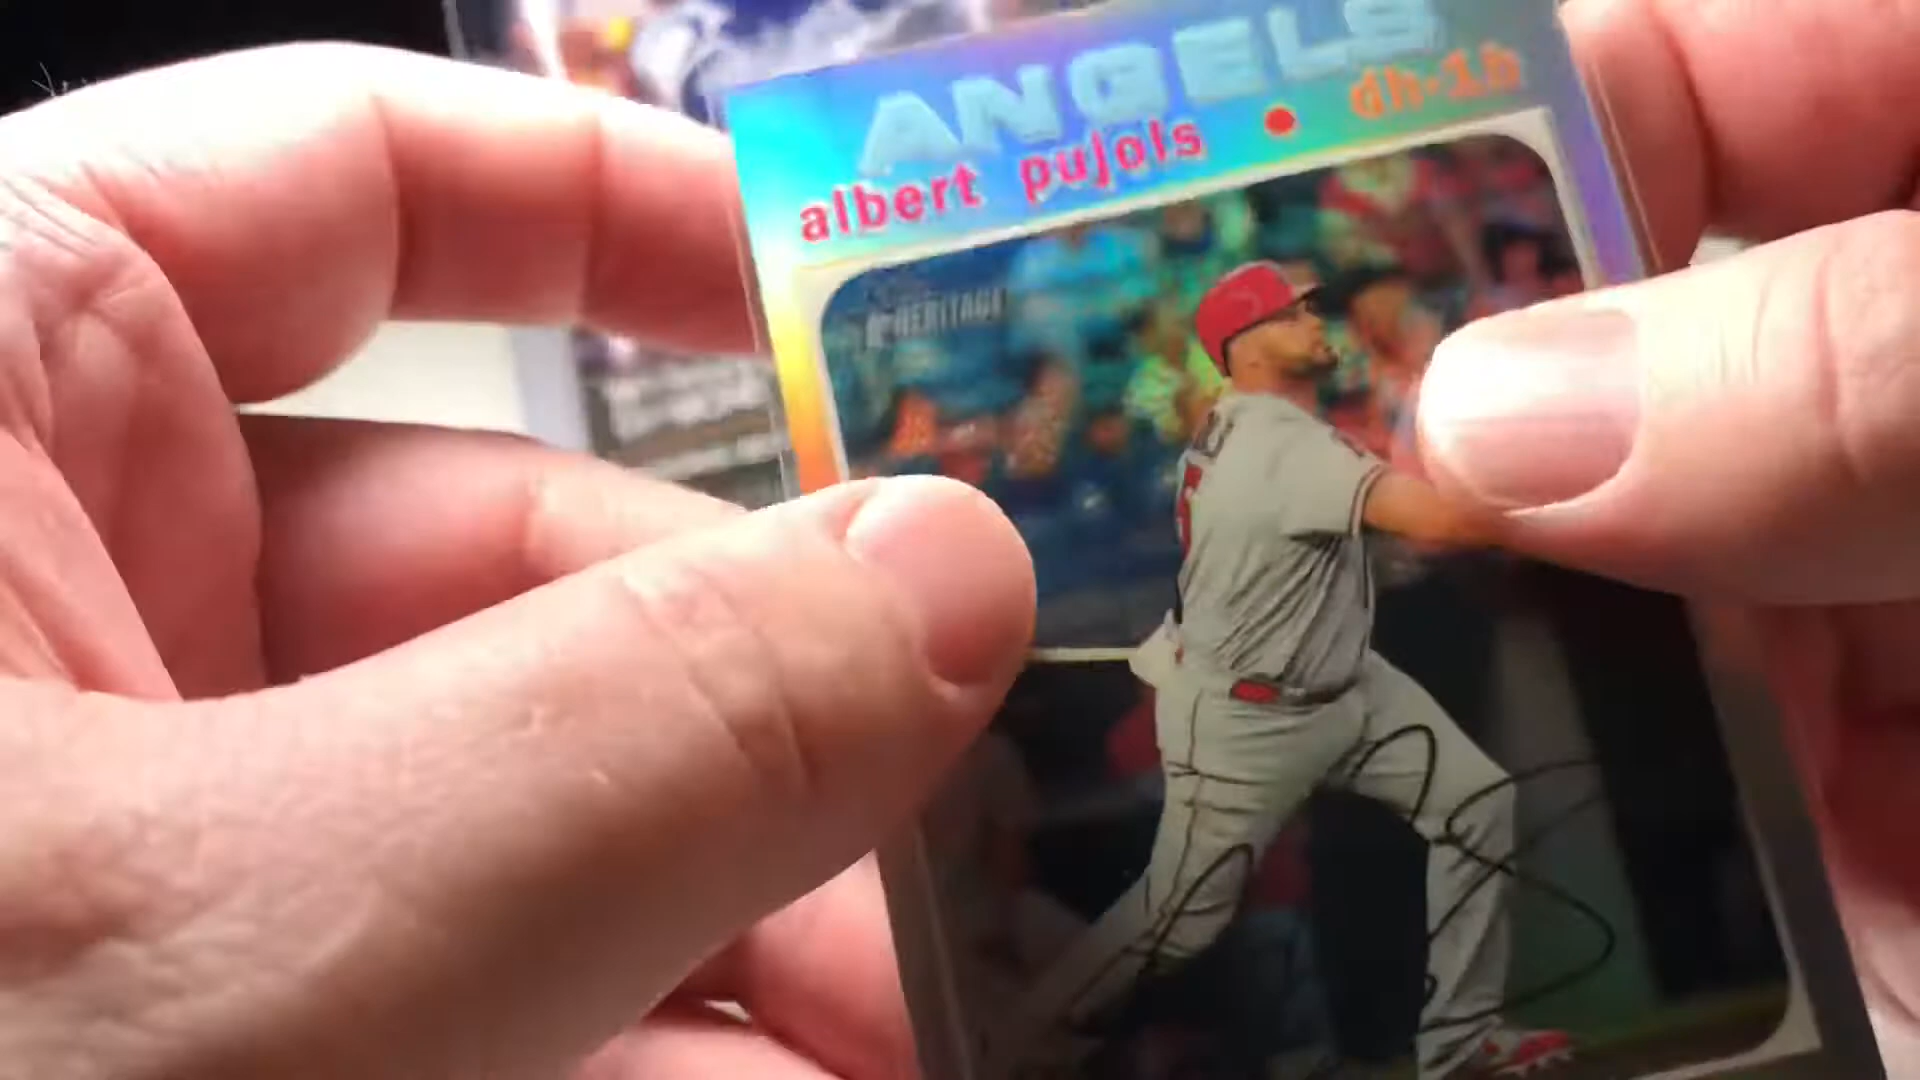 ANGELS
albert pujols • dh-1b
HERITAGE